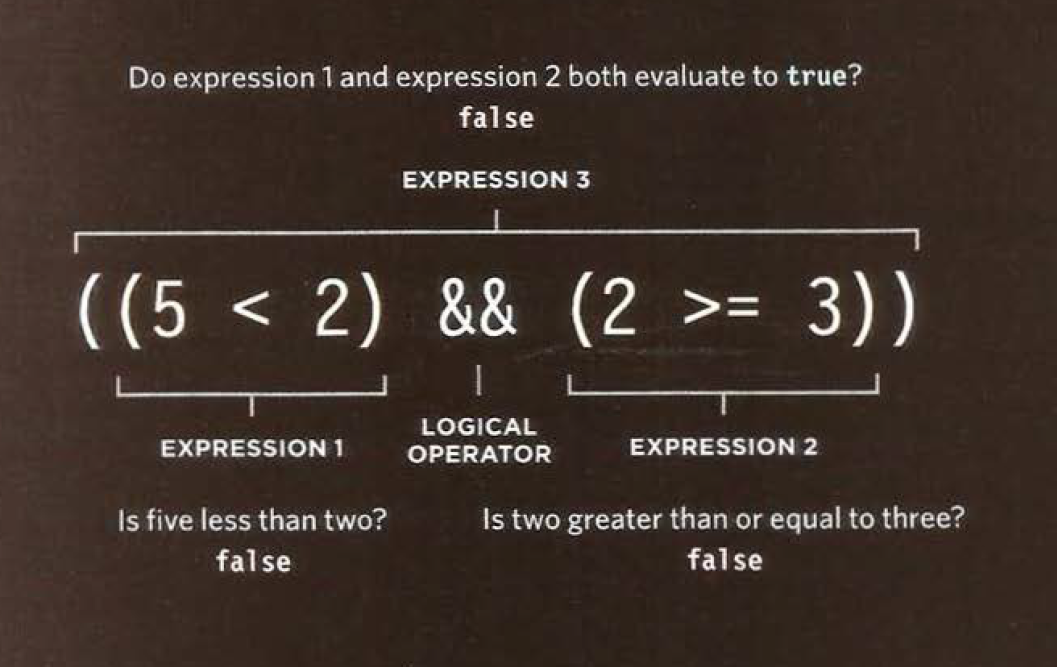 Do expression 1 and expression 2 both evaluate to true?
false
EXPRESSION 3
((5 < 2) && (2 >= 3))
EXPRESSION 1
LOGICAL
OPERATOR
EXPRESSION 2
Is five less than two?
false
Is two greater than or equal to three?
false